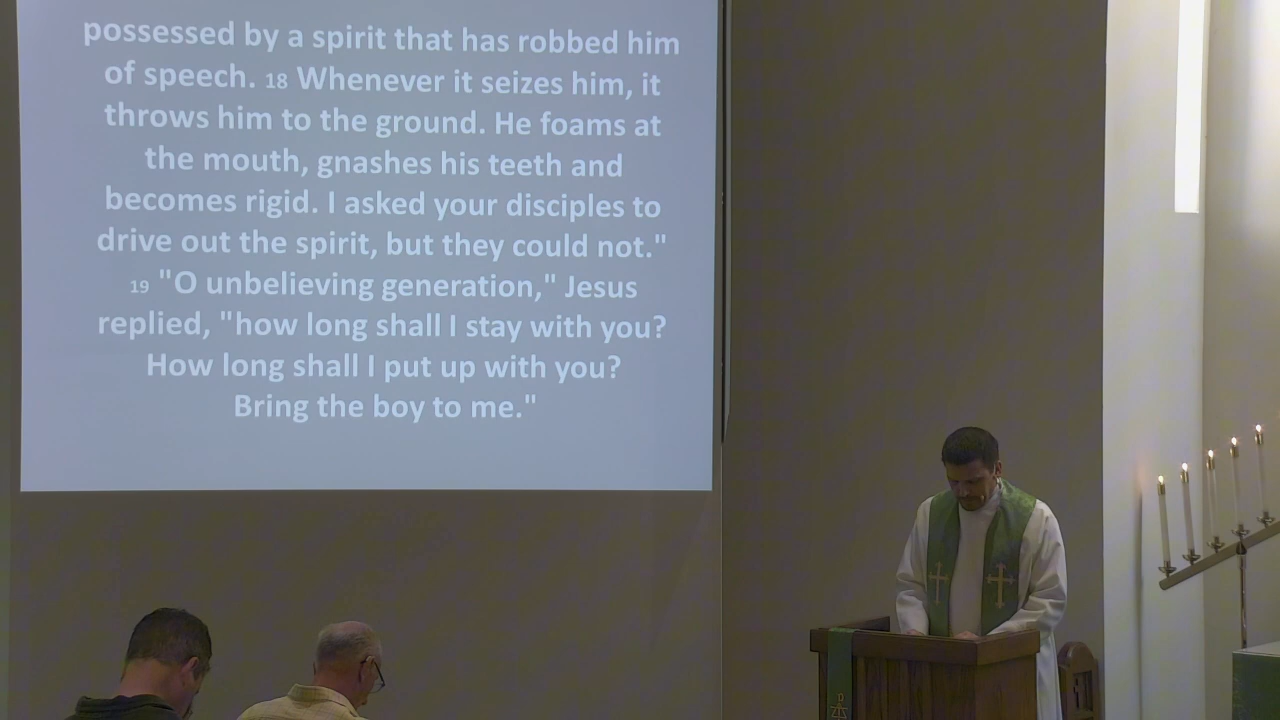 possessed by a spirit that has robbed him
of speech. 18 Whenever it seizes him, it
throws him to the ground. He foams at
the mouth, gnashes his teeth and
becomes rigid. I asked your disciples to
drive out the spirit, but they could not."
19 "O unbelieving generation," Jesus
replied, "how long shall I stay with you?
How long shall I put up with you?
Bring the boy to me."